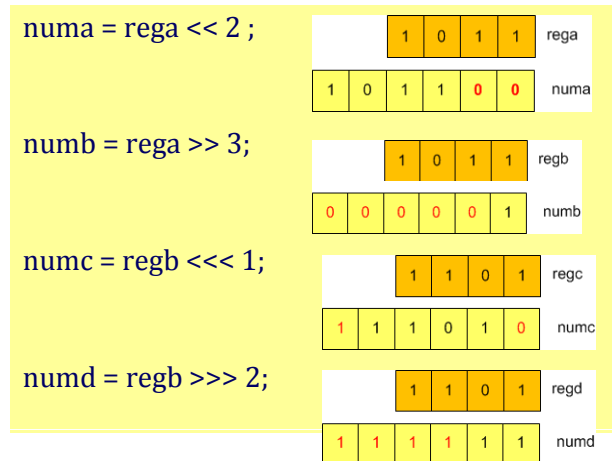 numa = rega << 2 ;
1 0 1 1 rega
1 0 1 1 0 0 numa
numb = rega >> 3;
1 0 1 1 regb
0 0 0 0 0 1 numb
numc = regb <<< 1;
1 1 0 1 regc
1 1 1 0 1 0 numc
numd = regb >>> 2;
1 1 0 1 regd
1 1 1 1 1 1 numd